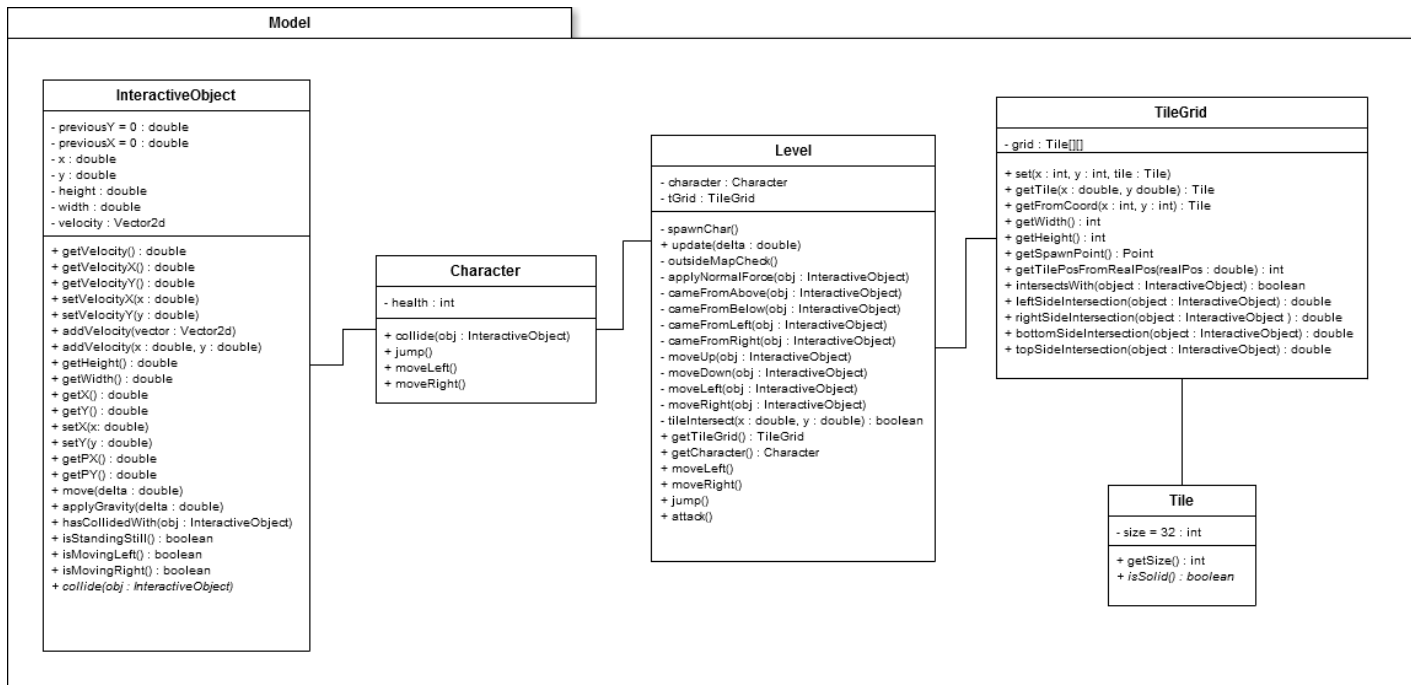 Model
InteractiveObject
- previousY = 0 : double
- previousX = 0 : double
- x : double
- y : double
- height : double
- width : double
- velocity : Vector2d
+ getVelocity() : double
+ getVelocityX() : double
+ getVelocityY() : double
+ setVelocityX(x : double)
+ setVelocityY(y : double)
+ addVelocity(vector : Vector2d)
+ addVelocity(x : double, y : double)
+ getHeight() : double
+ getWidth() : double
+ getX() : double
+ getY() : double
+ setX(x: double)
+ setY(y : double)
+ getPX() : double
+ getPY() : double
+ move(delta : double)
+ applyGravity(delta : double)
+ hasCollidedWith(obj : InteractiveObject)
+ isStandingStill() : boolean
+ isMovingLeft() : boolean
+ isMovingRight() : boolean
+ collide(obj : InteractiveObject)
Character
- health : int
+ collide(obj : InteractiveObject)
+ jump()
+ moveLeft()
+ moveRight()
Level
- character : Character
- tGrid : TileGrid
- spawnChar()
+ update(delta : double)
- outsideMapCheck()
- applyNormalForce(obj : InteractiveObject)
- cameFromAbove(obj : InteractiveObject)
- cameFromBelow(obj : InteractiveObject)
- cameFromLeft(obj : InteractiveObject)
- cameFromRight(obj : InteractiveObject)
- moveUp(obj : InteractiveObject)
- moveDown(obj : InteractiveObject)
- moveLeft(obj : InteractiveObject)
- moveRight(obj : InteractiveObject)
- tileIntersect(x : double, y : double) : boolean
+ getTileGrid() : TileGrid
+ getCharacter() : Character
+ moveLeft()
+ moveRight()
+ jump()
+ attack()
TileGrid
- grid : Tile[][]
+ set(x : int, y : int, tile : Tile)
+ getTile(x : double, y double) : Tile
+ getFromCoord(x : int, y : int) : Tile
+ getWidth() : int
+ getHeight() : int
+ getSpawnPoint() : Point
+ getTilePosFromRealPos(realPos : double) : int
+ intersectsWith(object : InteractiveObject) : boolean
+ leftSideIntersection(object : InteractiveObject) : double
+ rightSideIntersection(object : InteractiveObject ) : double
+ bottomSideIntersection(object : InteractiveObject) : double
+ topSideIntersection(object : InteractiveObject) : double
Tile
- size = 32 : int
+ getSize() : int
+ isSolid() : boolean